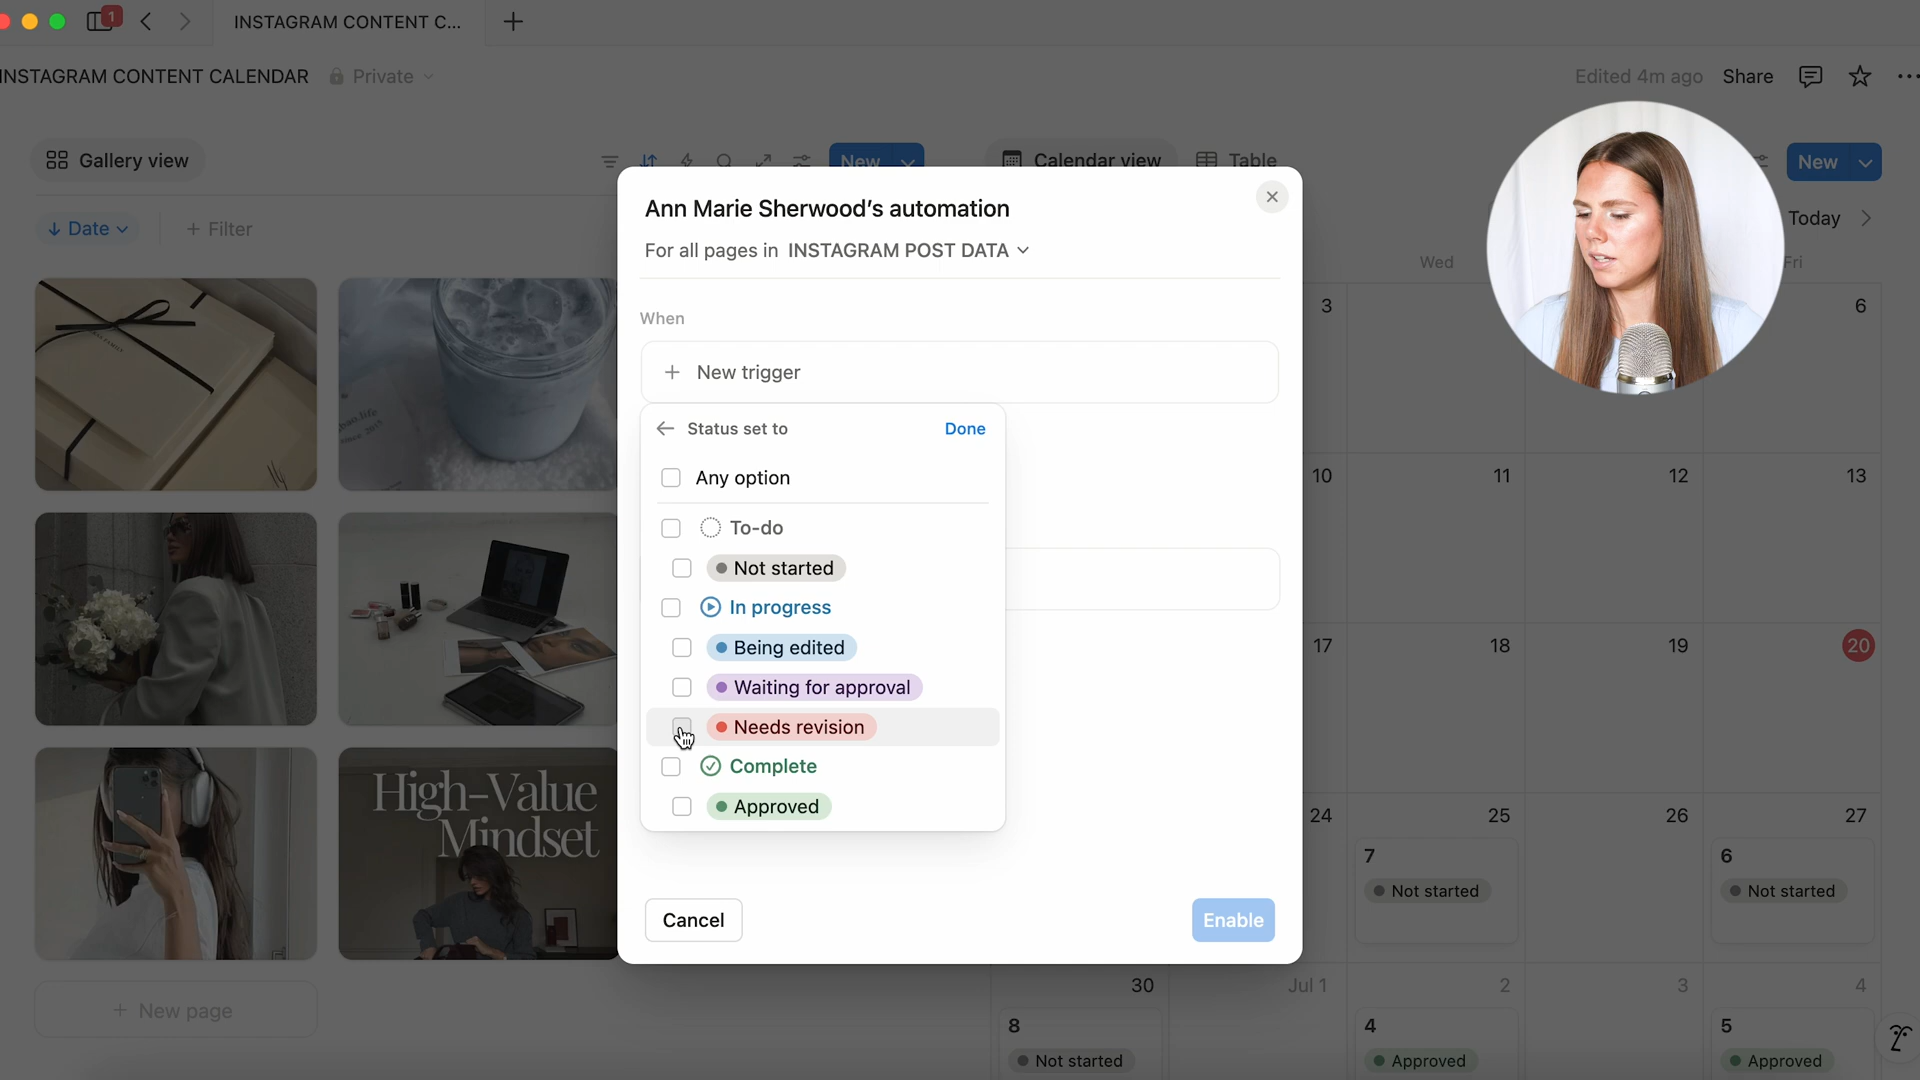 1
INSTAGRAM CONTENT C...
INSTAGRAM CONTENT CALENDAR
Private
Edited 4m ago
Share
Gallery view
New
Calendar view
Table
New
Date
+ Filter
Today
Wed
Fri
Ann Marie Sherwood's automation
For all pages in INSTAGRAM POST DATA
When
+ New trigger
Status set to
Done
Any option
To-do
Not started
In progress
Being edited
Waiting for approval
Needs revision
Complete
Approved
Cancel
Enable
3
6
10
11
12
13
17
18
19
20
24
25
26
27
7
Not started
6
Not started
30
Jul 1
2
3
4
8
Not started
4
Approved
5
Approved
High-Value
Mindset
+ New page